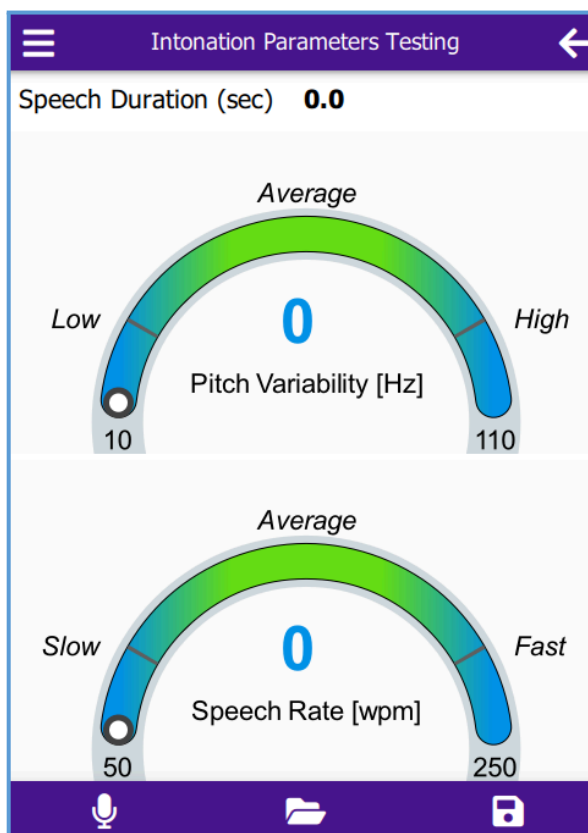 Intonation Parameters Testing
Speech Duration (sec) 0.0
Average
Low
High
0
Pitch Variability [Hz]
10
110
Average
Slow
Fast
0
Speech Rate [wpm]
50
250